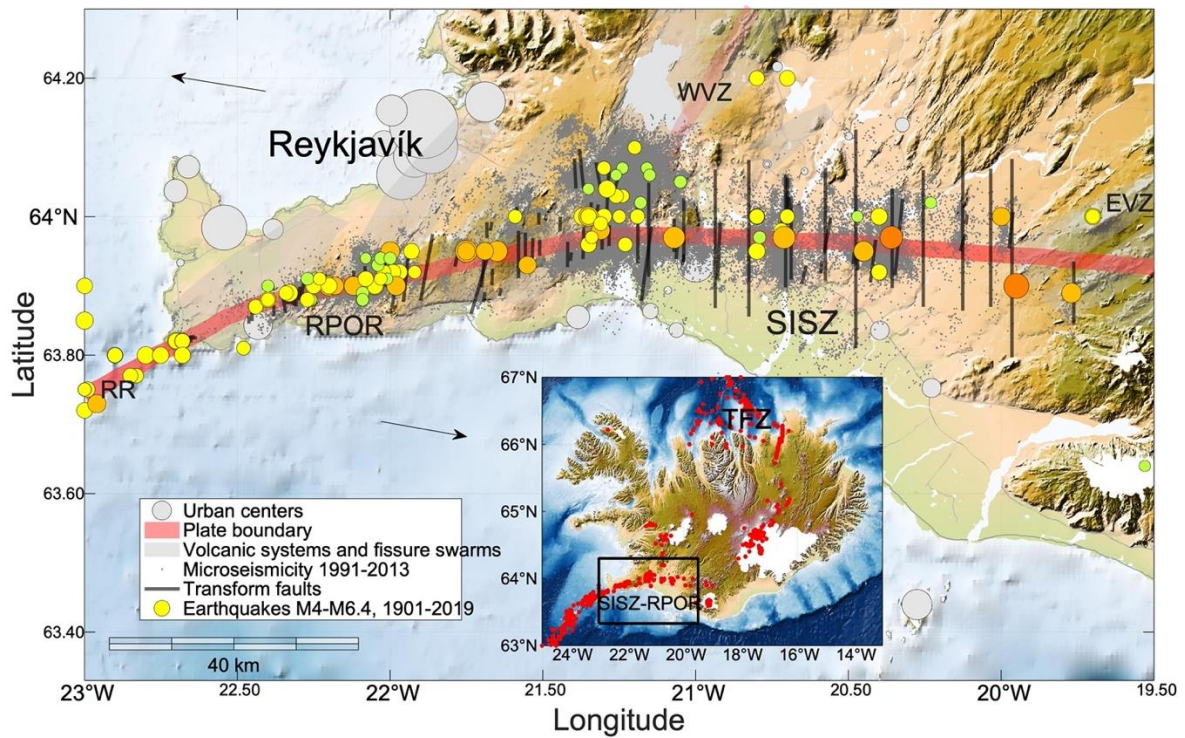 64.20
64°N
63.80
63.60
63.40
Latitude
Reykjavík
WVZ
EVZ
RPOR
SISZ
RR
Urban centers
Plate boundary
Volcanic systems and fissure swarms
Microseismicity 1991-2013
Transform faults
Earthquakes M4-M6.4, 1901-2019
40 km
67°N
66°N
65°N
64°N
63°N
TFZ
SISZ-RPOR
24°W
22°W
20°W
18°W
16°W
14°W
23°W
22.50
22°W
21.50
21°W
20.50
20°W
19.50
Longitude